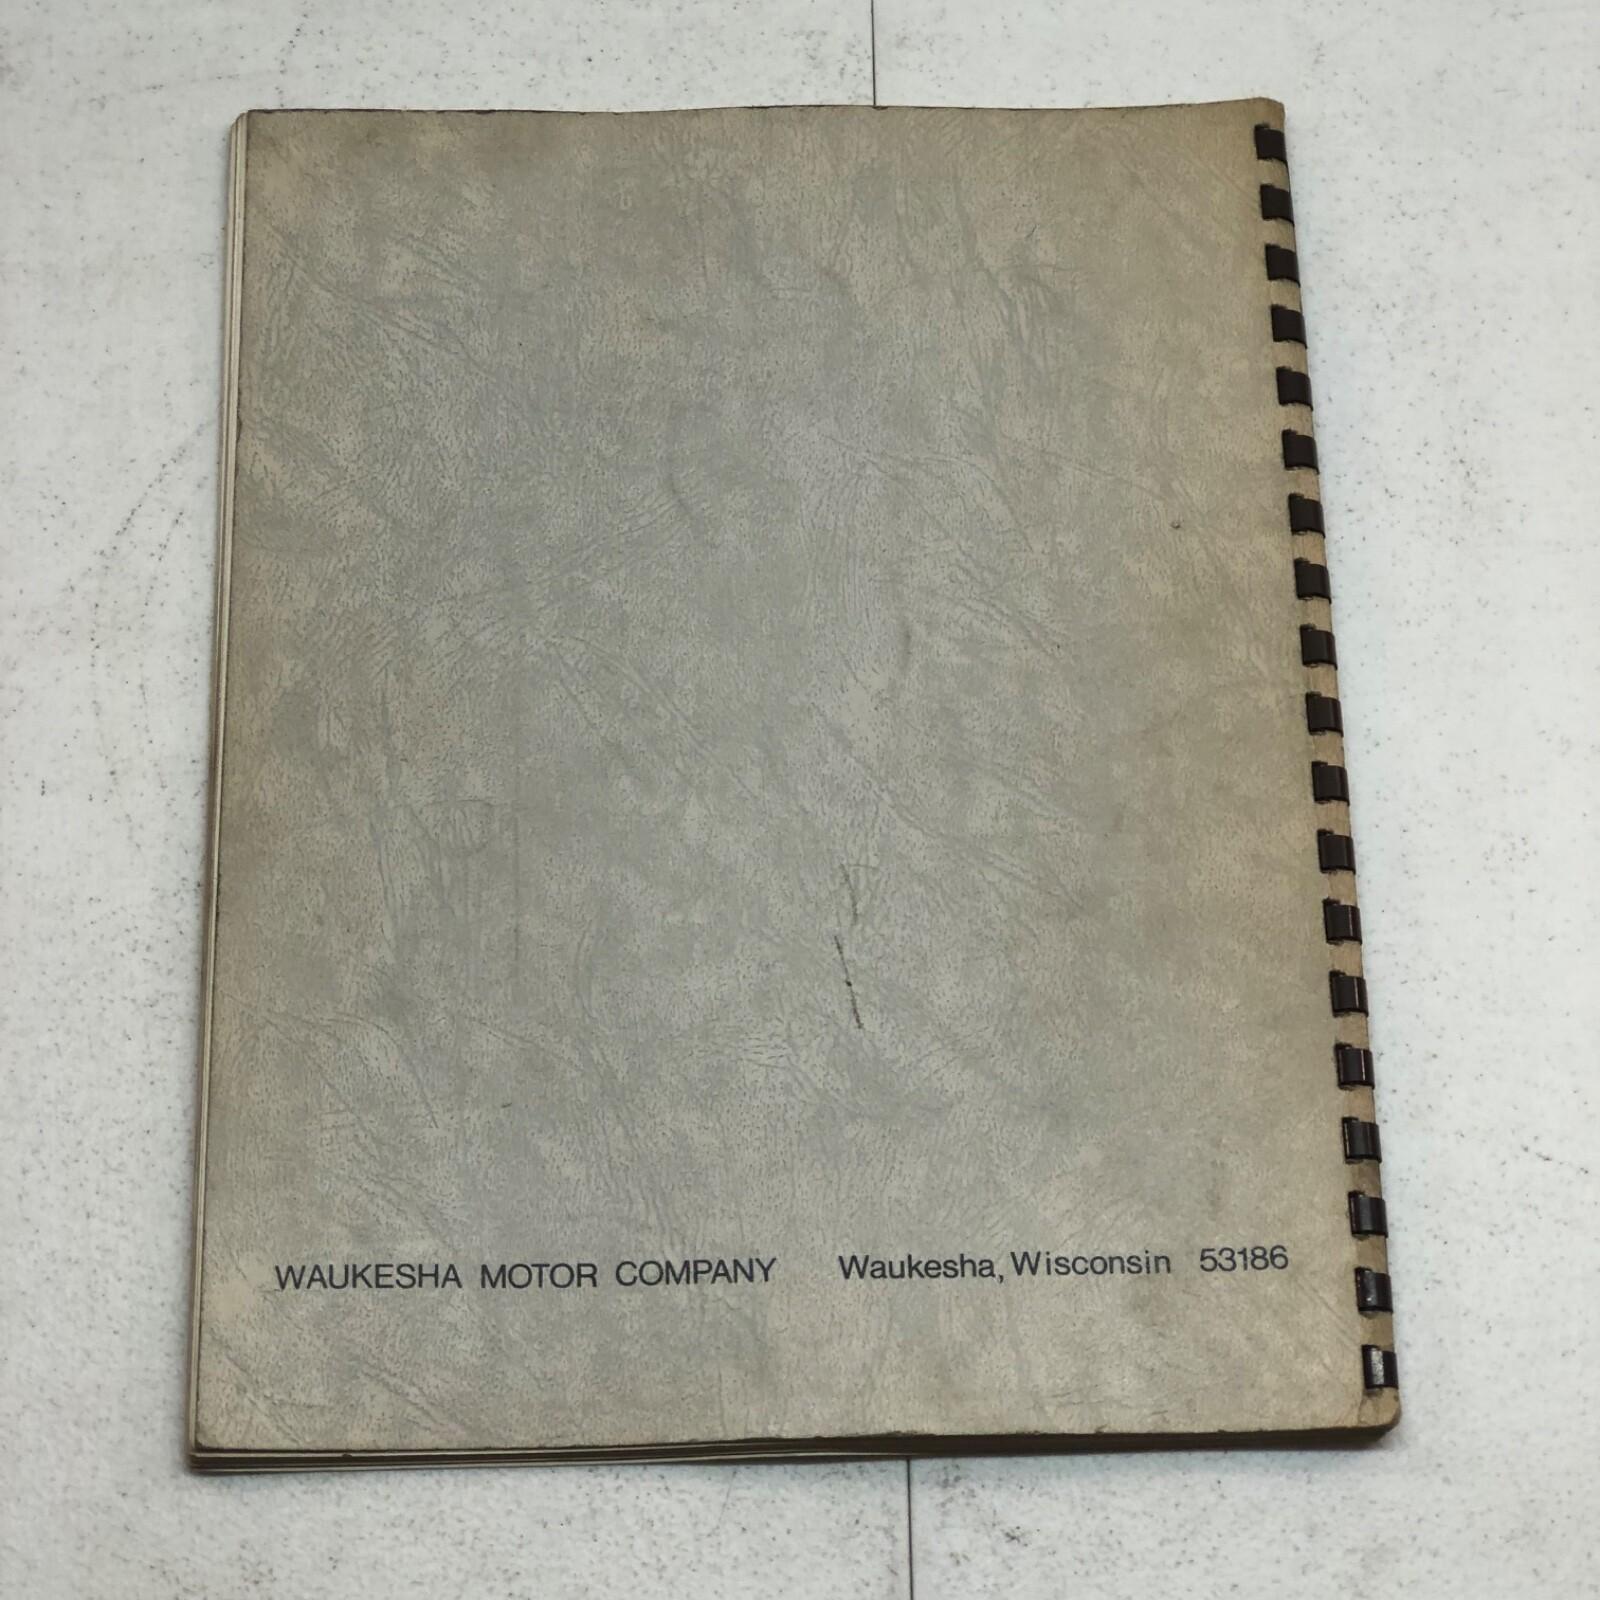 WAUKESHA MOTOR COMPANY Waukesha, Wisconsin 53186